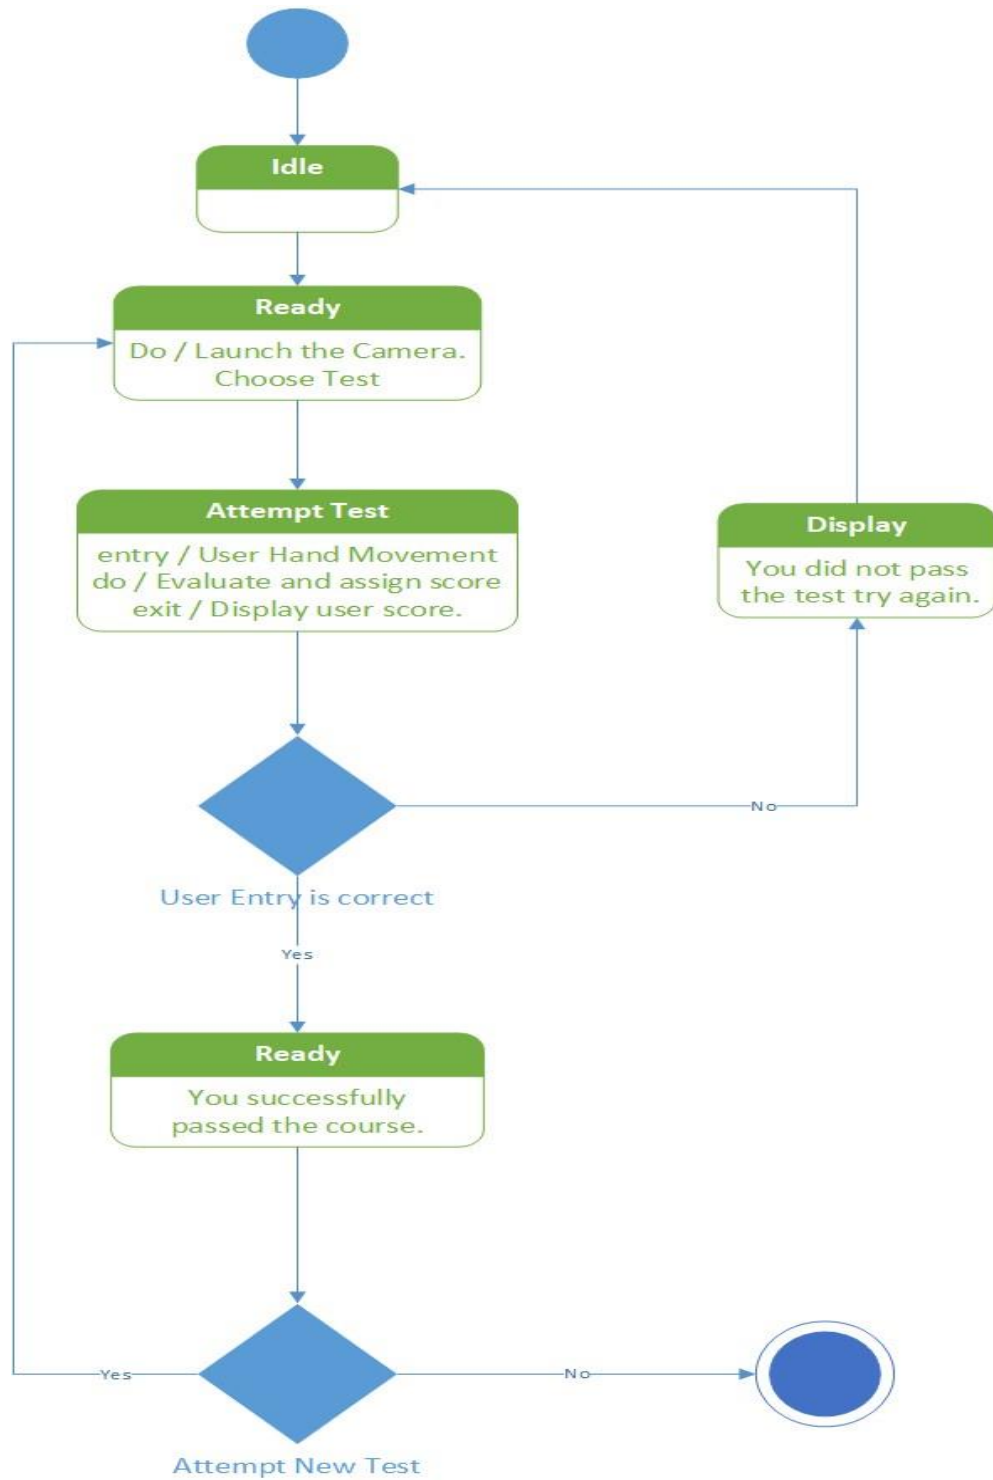 Idle
Ready
Do / Launch the Camera.
Choose Test
Attempt Test
entry / User Hand Movement
do / Evaluate and assign score
exit / Display user score.
Display
You did not pass
the test try again.
No
User Entry is correct
Yes
Ready
You successfully
passed the course.
Yes
No
Attempt New Test